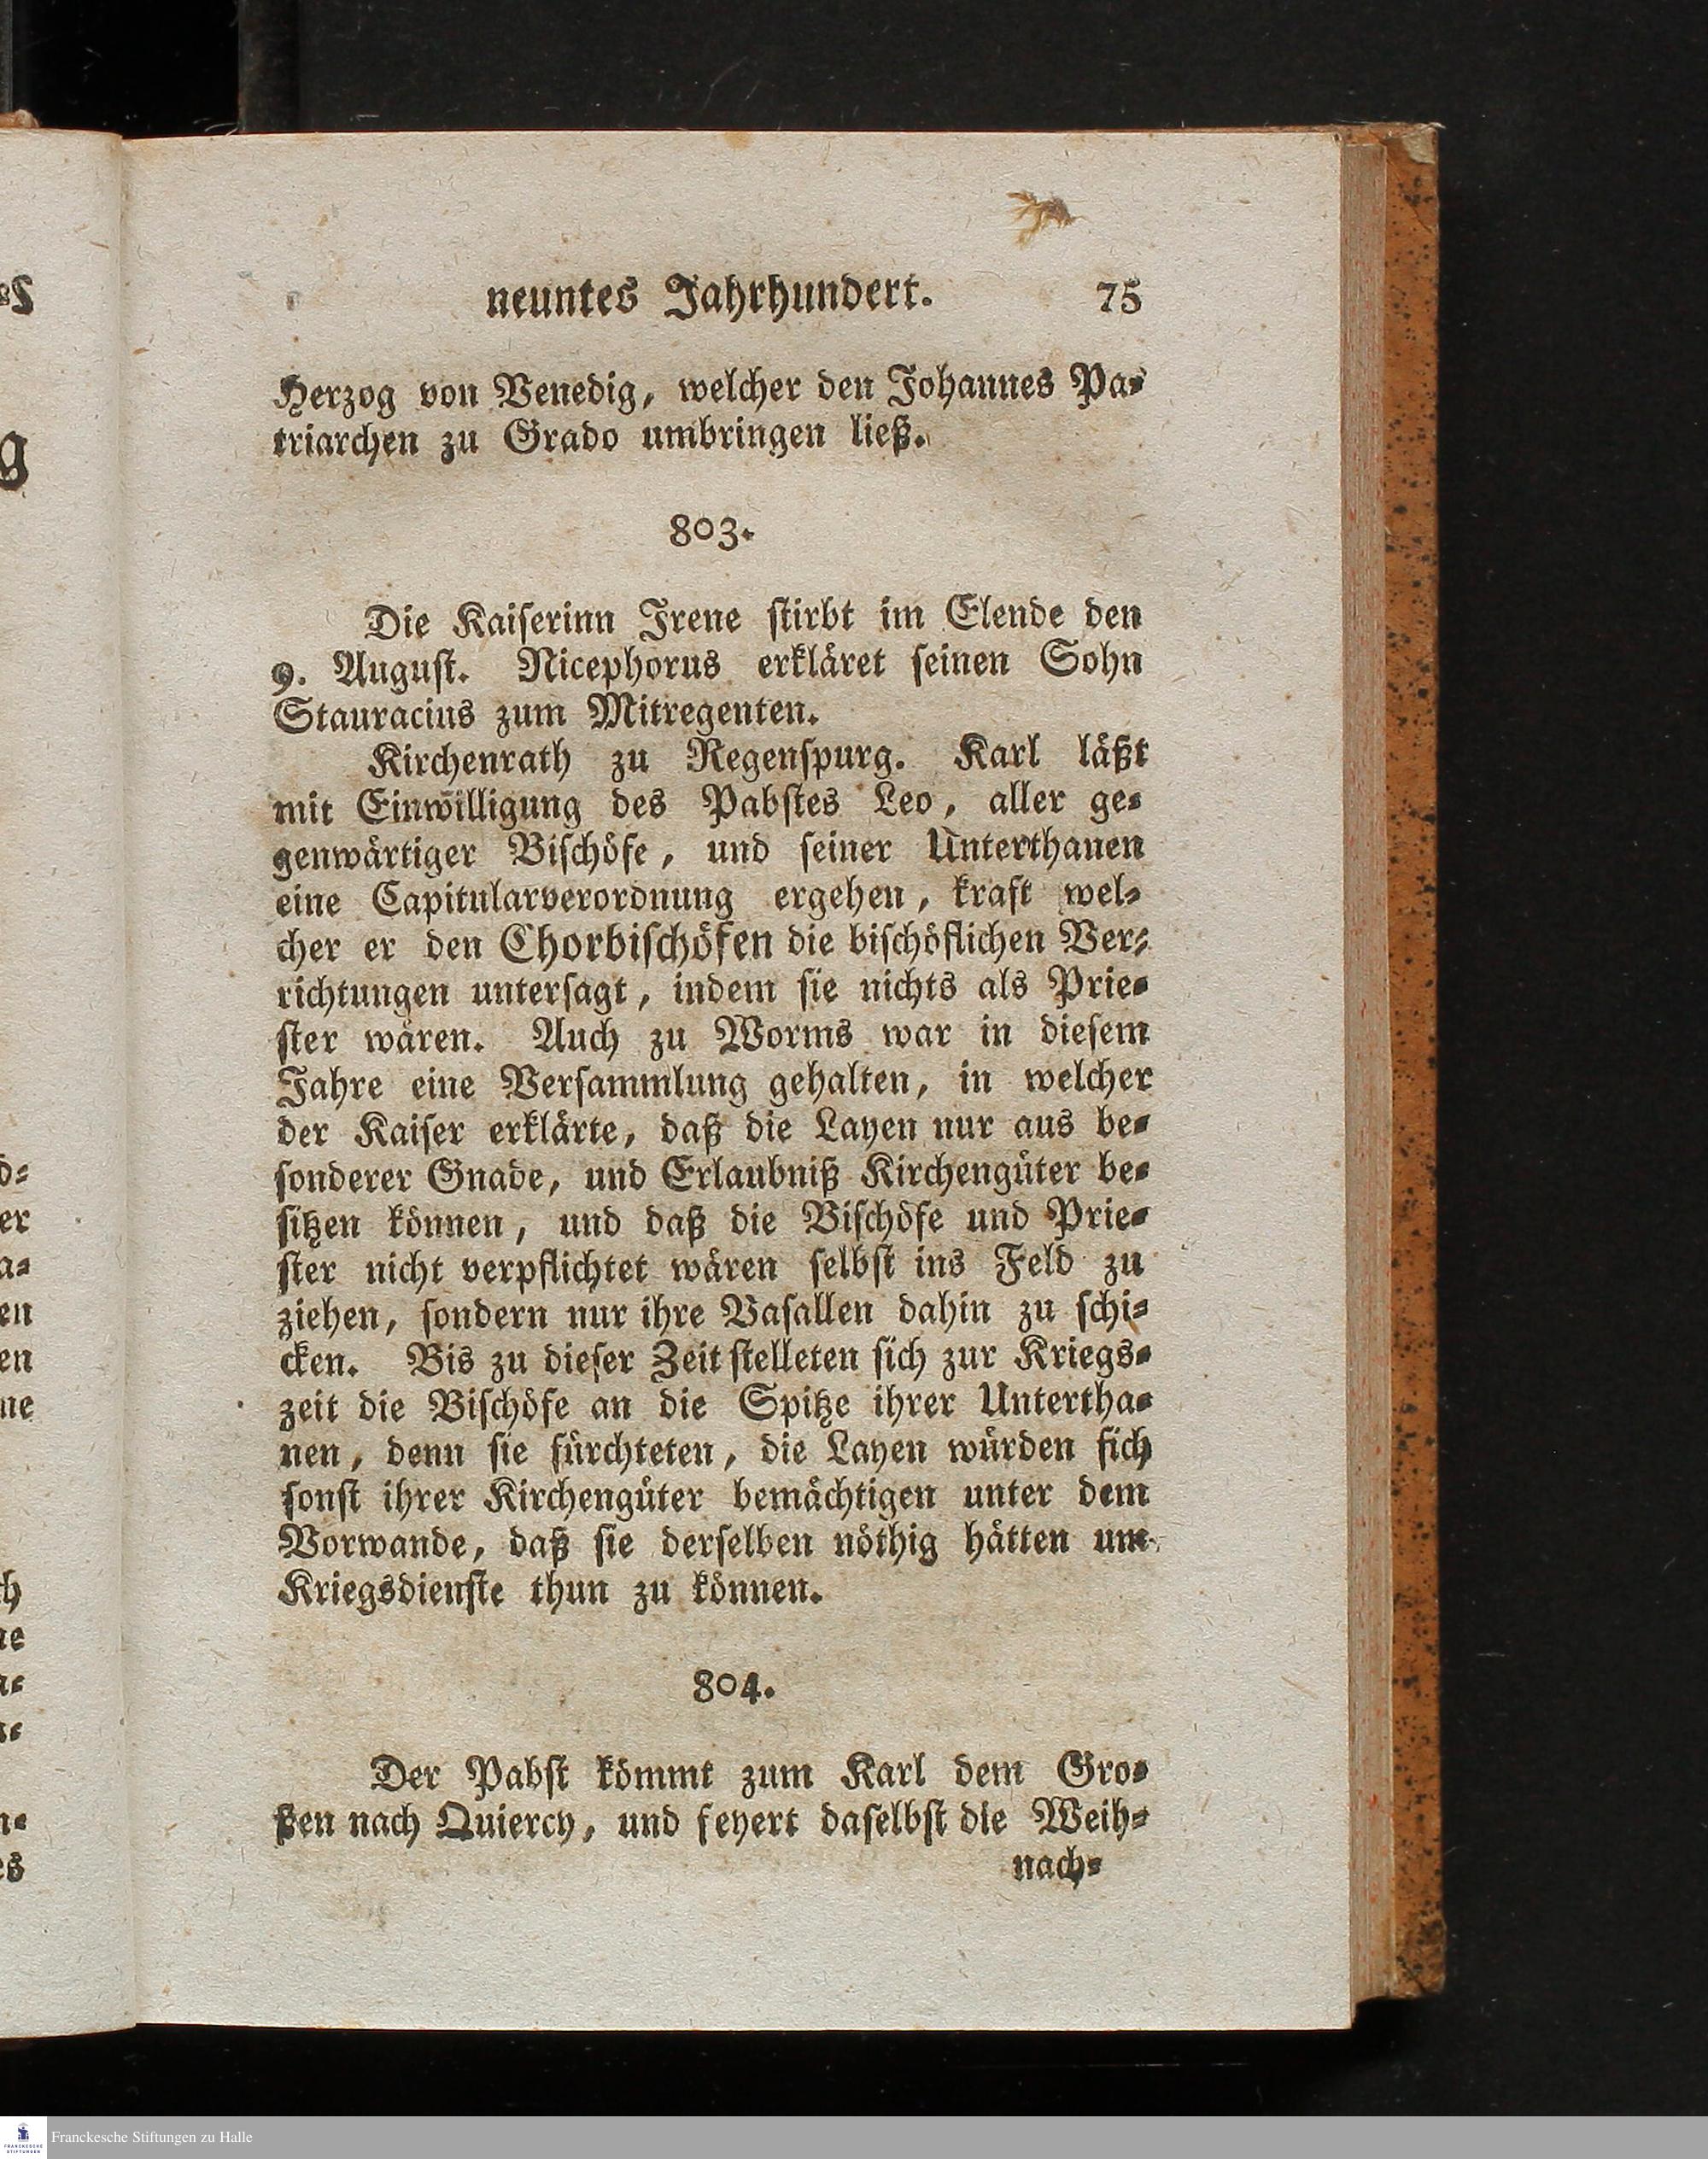 neuntes Jahrhundert. 75
Herzog von Venedig, welcher den Johannes Pa-
triarchen zu Grado umbringen ließ.
803.
Die Kaiserinn Irene stirbt im Elende den
9. August. Nicephorus erkläret seinen Sohn
Stauracius zum Mitregenten.
Kirchenrath zu Regenspurg. Karl läßt
mit Einwilligung des Pabstes Leo, aller ge-
genwärtiger Bischöfe, und seiner Unterthanen
eine Capitularverordnung ergehen, kraft wel-
cher er den Chorbischöfen die bischöflichen Ver-
richtungen untersagt, indem sie nichts als Prie-
ster wären. Auch zu Worms war in diesem
Jahre eine Versammlung gehalten, in welcher
der Kaiser erklärte, daß die Layen nur aus be-
sonderer Gnade, und Erlaubniß Kirchengüter be-
sitzen können, und daß die Bischöfe und Prie-
ster nicht verpflichtet wären selbst ins Feld zu
ziehen, sondern nur ihre Vasallen dahin zu schi-
cken. Bis zu dieser Zeit stelleten sich zur Kriegs-
zeit die Bischöfe an die Spitze ihrer Untertha-
nen, denn sie fürchteten, die Layen würden sich
sonst ihrer Kirchengüter bemächtigen unter dem
Vorwande, daß sie derselben nöthig hätten um
Kriegsdienste thun zu können.
804.
Der Pabst kömmt zum Karl dem Gro-
ßen nach Quiercy, und feyert daselbst die Weih-
nach-
Franckesche Stiftungen zu Halle